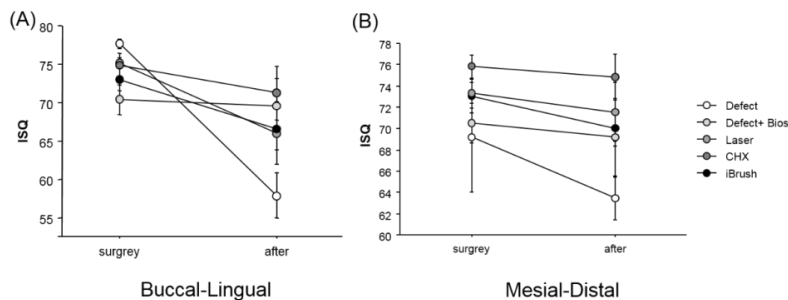 (A)
80
75
70
65
60
55
ISQ
surgrey
after
Buccal-Lingual
(B)
78
76
74
72
70
68
66
64
62
60
ISQ
surgrey
after
Mesial-Distal
Defect
Defect+ Bios
Laser
CHX
iBrush